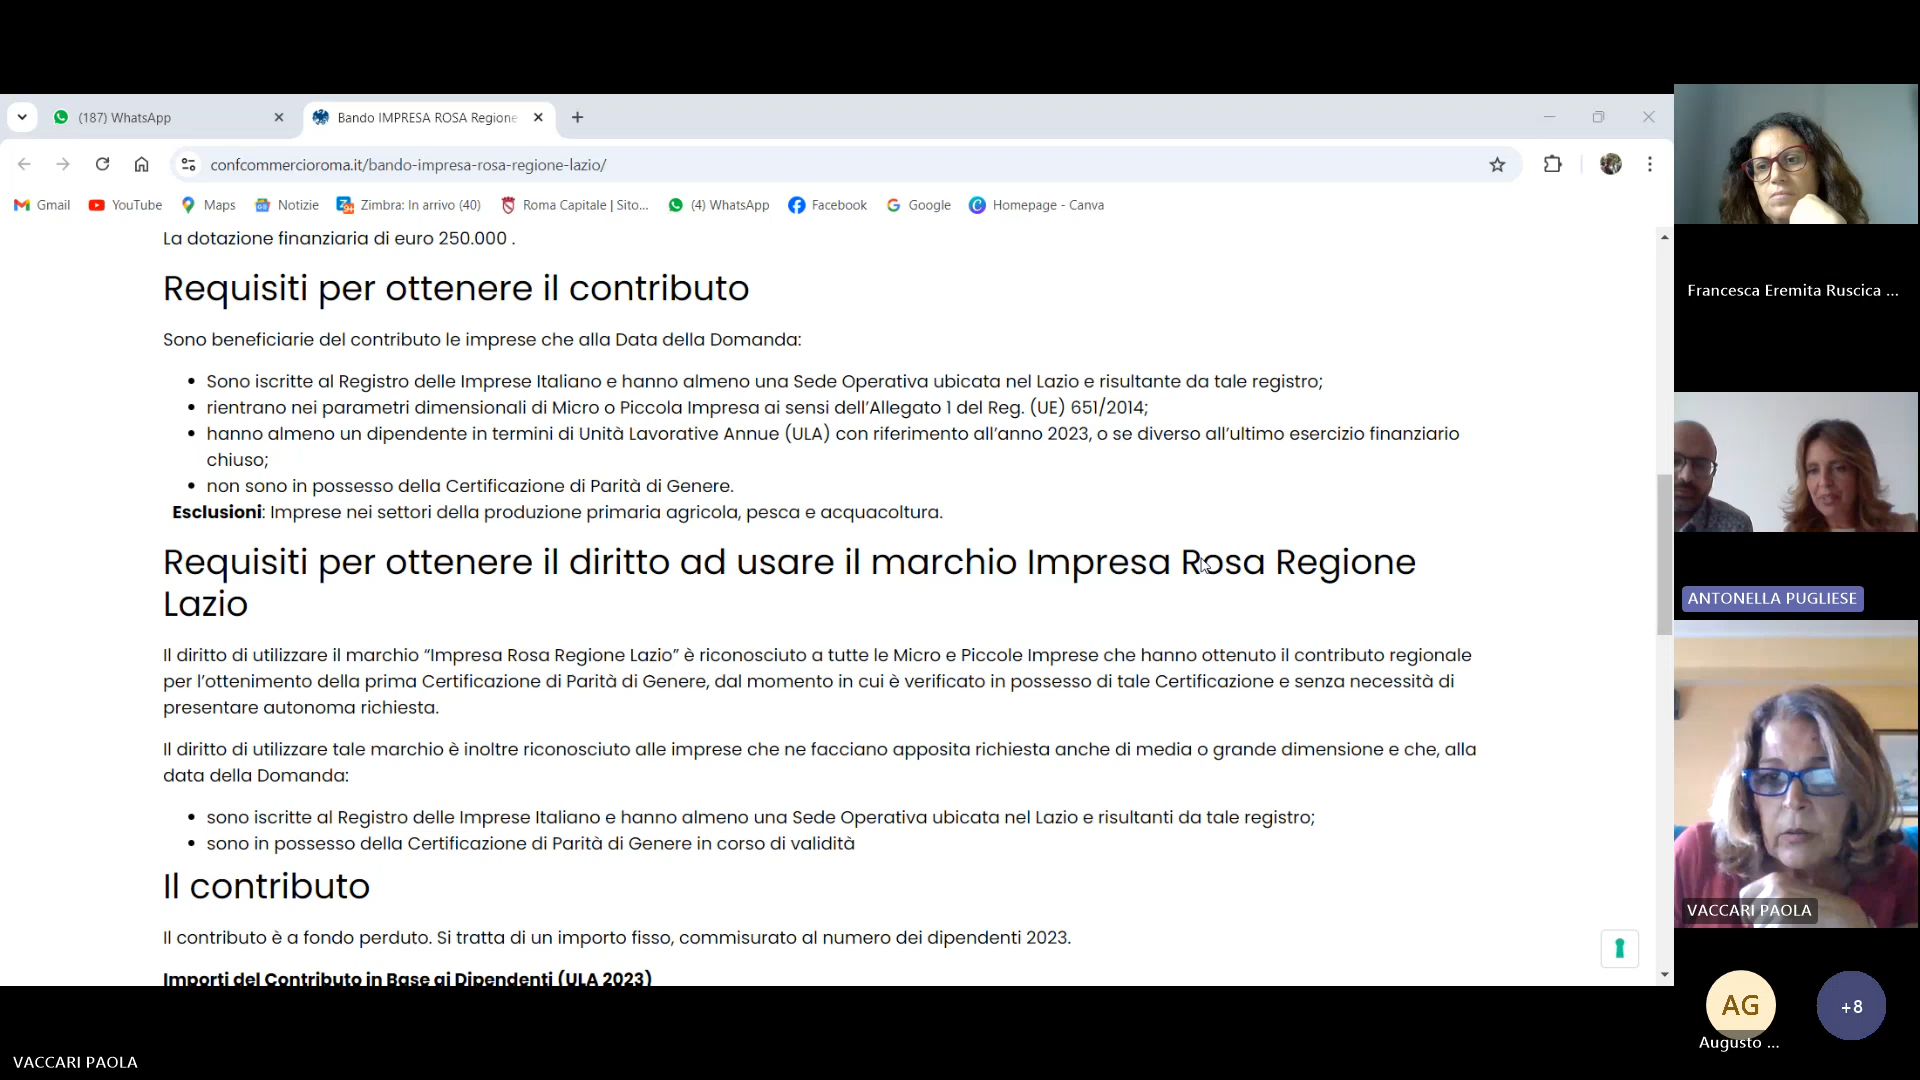 (187) WhatsApp
Bando IMPRESA ROSA Regione
confcommercioroma.it/bando-impresa-rosa-regione-lazio/
Gmail
YouTube
Maps
Notizie
Zimbra: In arrivo (40)
Roma Capitale | Sito...
(4) WhatsApp
Facebook
Google
Homepage - Canva
La dotazione finanziaria di euro 250.000 .
Requisiti per ottenere il contributo
Sono beneficiarie del contributo le imprese che alla Data della Domanda:
• Sono iscritte al Registro delle Imprese Italiano e hanno almeno una Sede Operativa ubicata nel Lazio e risultante da tale registro;
• rientrano nei parametri dimensionali di Micro o Piccola Impresa ai sensi dell’Allegato 1 del Reg. (UE) 651/2014;
• hanno almeno un dipendente in termini di Unità Lavorative Annue (ULA) con riferimento all’anno 2023, o se diverso all’ultimo esercizio finanziario
chiuso;
• non sono in possesso della Certificazione di Parità di Genere.
Esclusioni: Imprese nei settori della produzione primaria agricola, pesca e acquacoltura.
Requisiti per ottenere il diritto ad usare il marchio Impresa Rosa Regione
Lazio
Il diritto di utilizzare il marchio “Impresa Rosa Regione Lazio” è riconosciuto a tutte le Micro e Piccole Imprese che hanno ottenuto il contributo regionale
per l’ottenimento della prima Certificazione di Parità di Genere, dal momento in cui è verificato in possesso di tale Certificazione e senza necessità di
presentare autonoma richiesta.
Il diritto di utilizzare tale marchio è inoltre riconosciuto alle imprese che ne facciano apposita richiesta anche di media o grande dimensione e che, alla
data della Domanda:
• sono iscritte al Registro delle Imprese Italiano e hanno almeno una Sede Operativa ubicata nel Lazio e risultanti da tale registro;
• sono in possesso della Certificazione di Parità di Genere in corso di validità
Il contributo
Il contributo è a fondo perduto. Si tratta di un importo fisso, commisurato al numero dei dipendenti 2023.
Importi del Contributo in Base ai Dipendenti (ULA 2023)
Francesca Eremita Ruscica ...
ANTONELLA PUGLIESE
VACCARI PAOLA
AG
+8
Augusto ...
VACCARI PAOLA